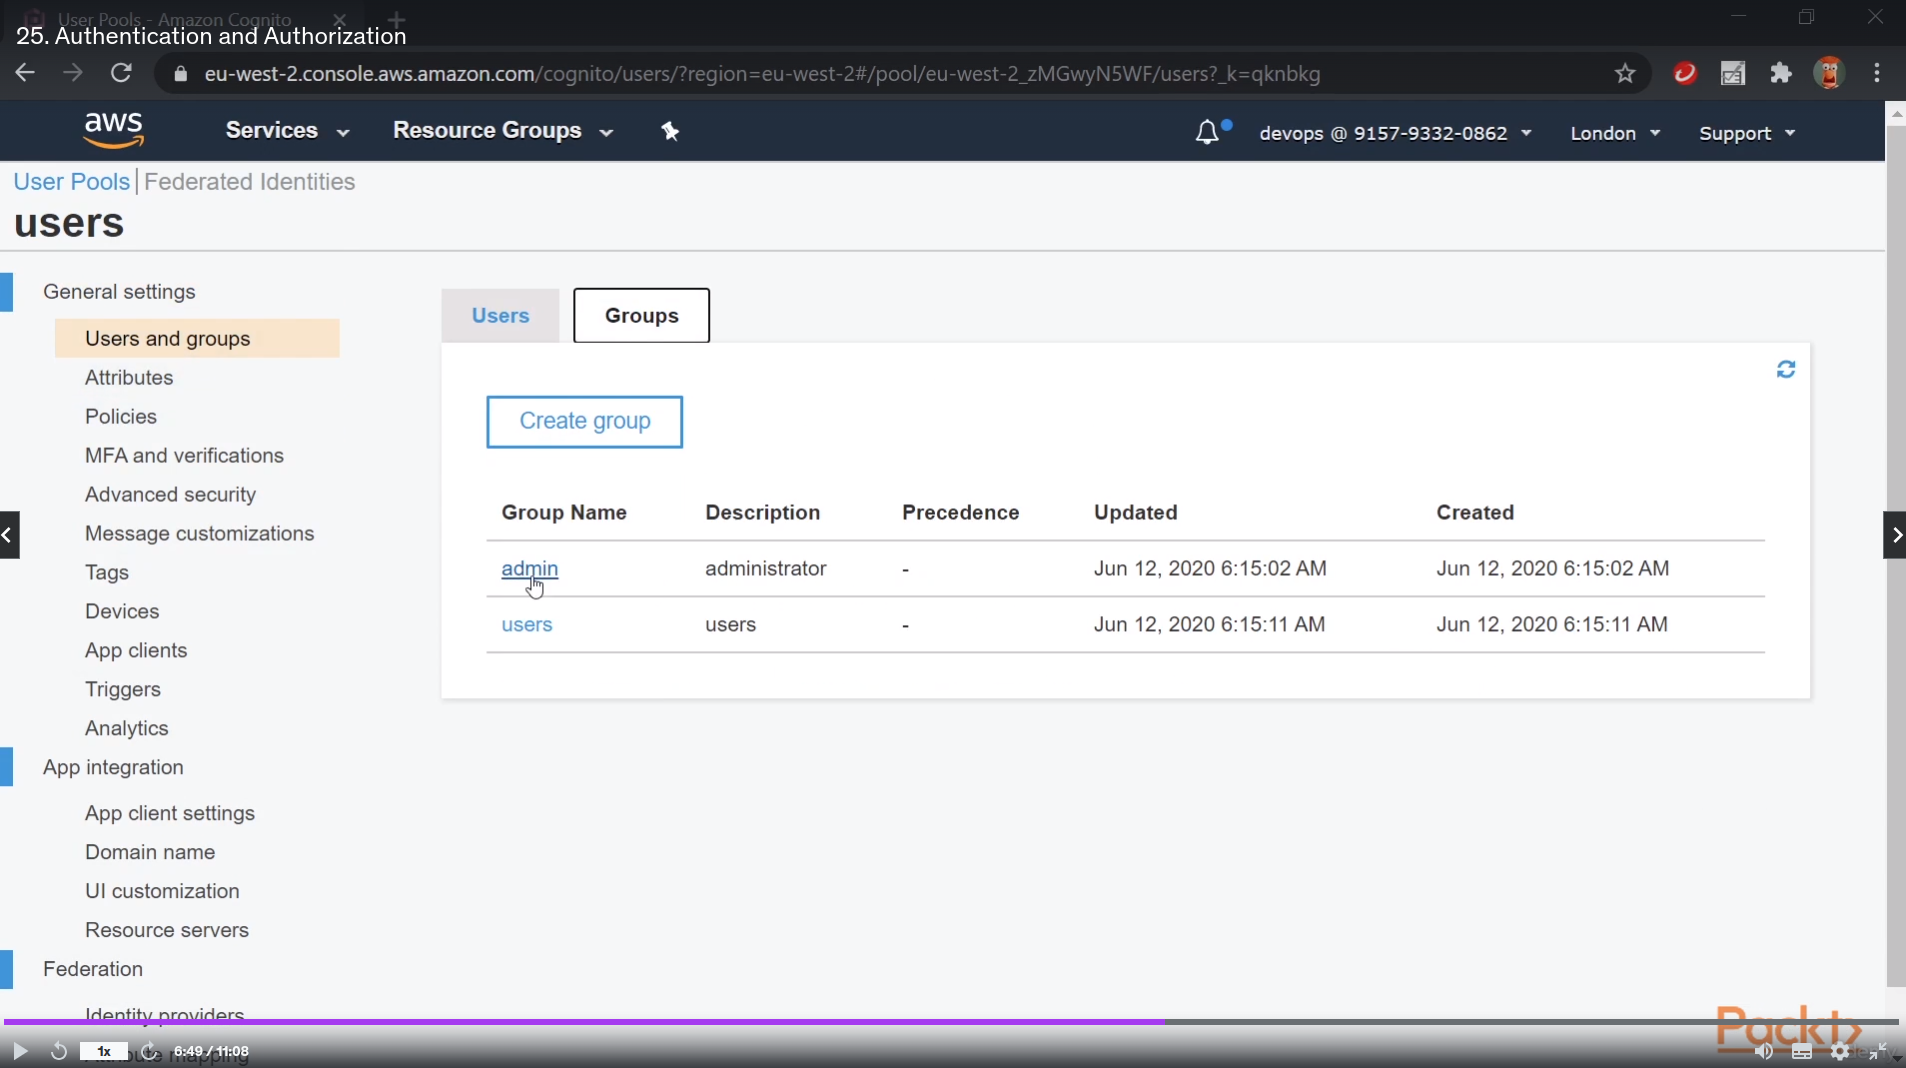 User Pools - Amazon Cognito
25. Authentication and Authorization
eu-west-2.console.aws.amazon.com/cognito/users/?region=eu-west-2#/pool/eu-west-2_zMGwyN5WF/users?_k=qknbkg
aws Services Resource Groups devops @ 9157-9332-0862 London Support
User Pools Federated Identities
users
General settings
Users and groups
Attributes
Policies
MFA and verifications
Advanced security
Message customizations
Tags
Devices
App clients
Triggers
Analytics
App integration
App client settings
Domain name
UI customization
Resource servers
Federation
Identity providers
Attribute mapping
Users Groups
Create group
Group Name Description Precedence Updated Created
admin administrator - Jun 12, 2020 6:15:02 AM Jun 12, 2020 6:15:02 AM
users users - Jun 12, 2020 6:15:11 AM Jun 12, 2020 6:15:11 AM
Packt
1x 6:49 / 11:08